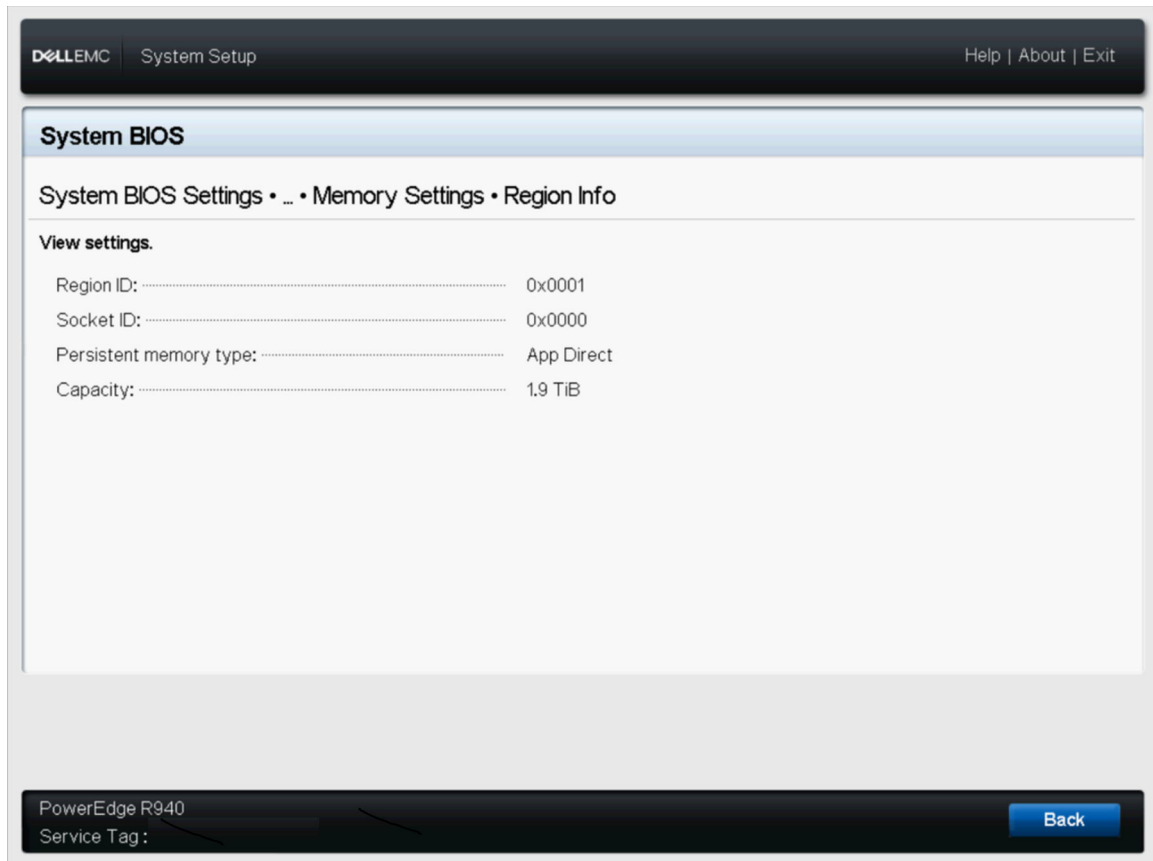 DELLEMC System Setup Help | About | Exit
System BIOS
System BIOS Settings • ... • Memory Settings • Region Info
View settings.
Region ID: 0x0001
Socket ID: 0x0000
Persistent memory type: App Direct
Capacity: 1.9 TiB
PowerEdge R940
Service Tag :
Back